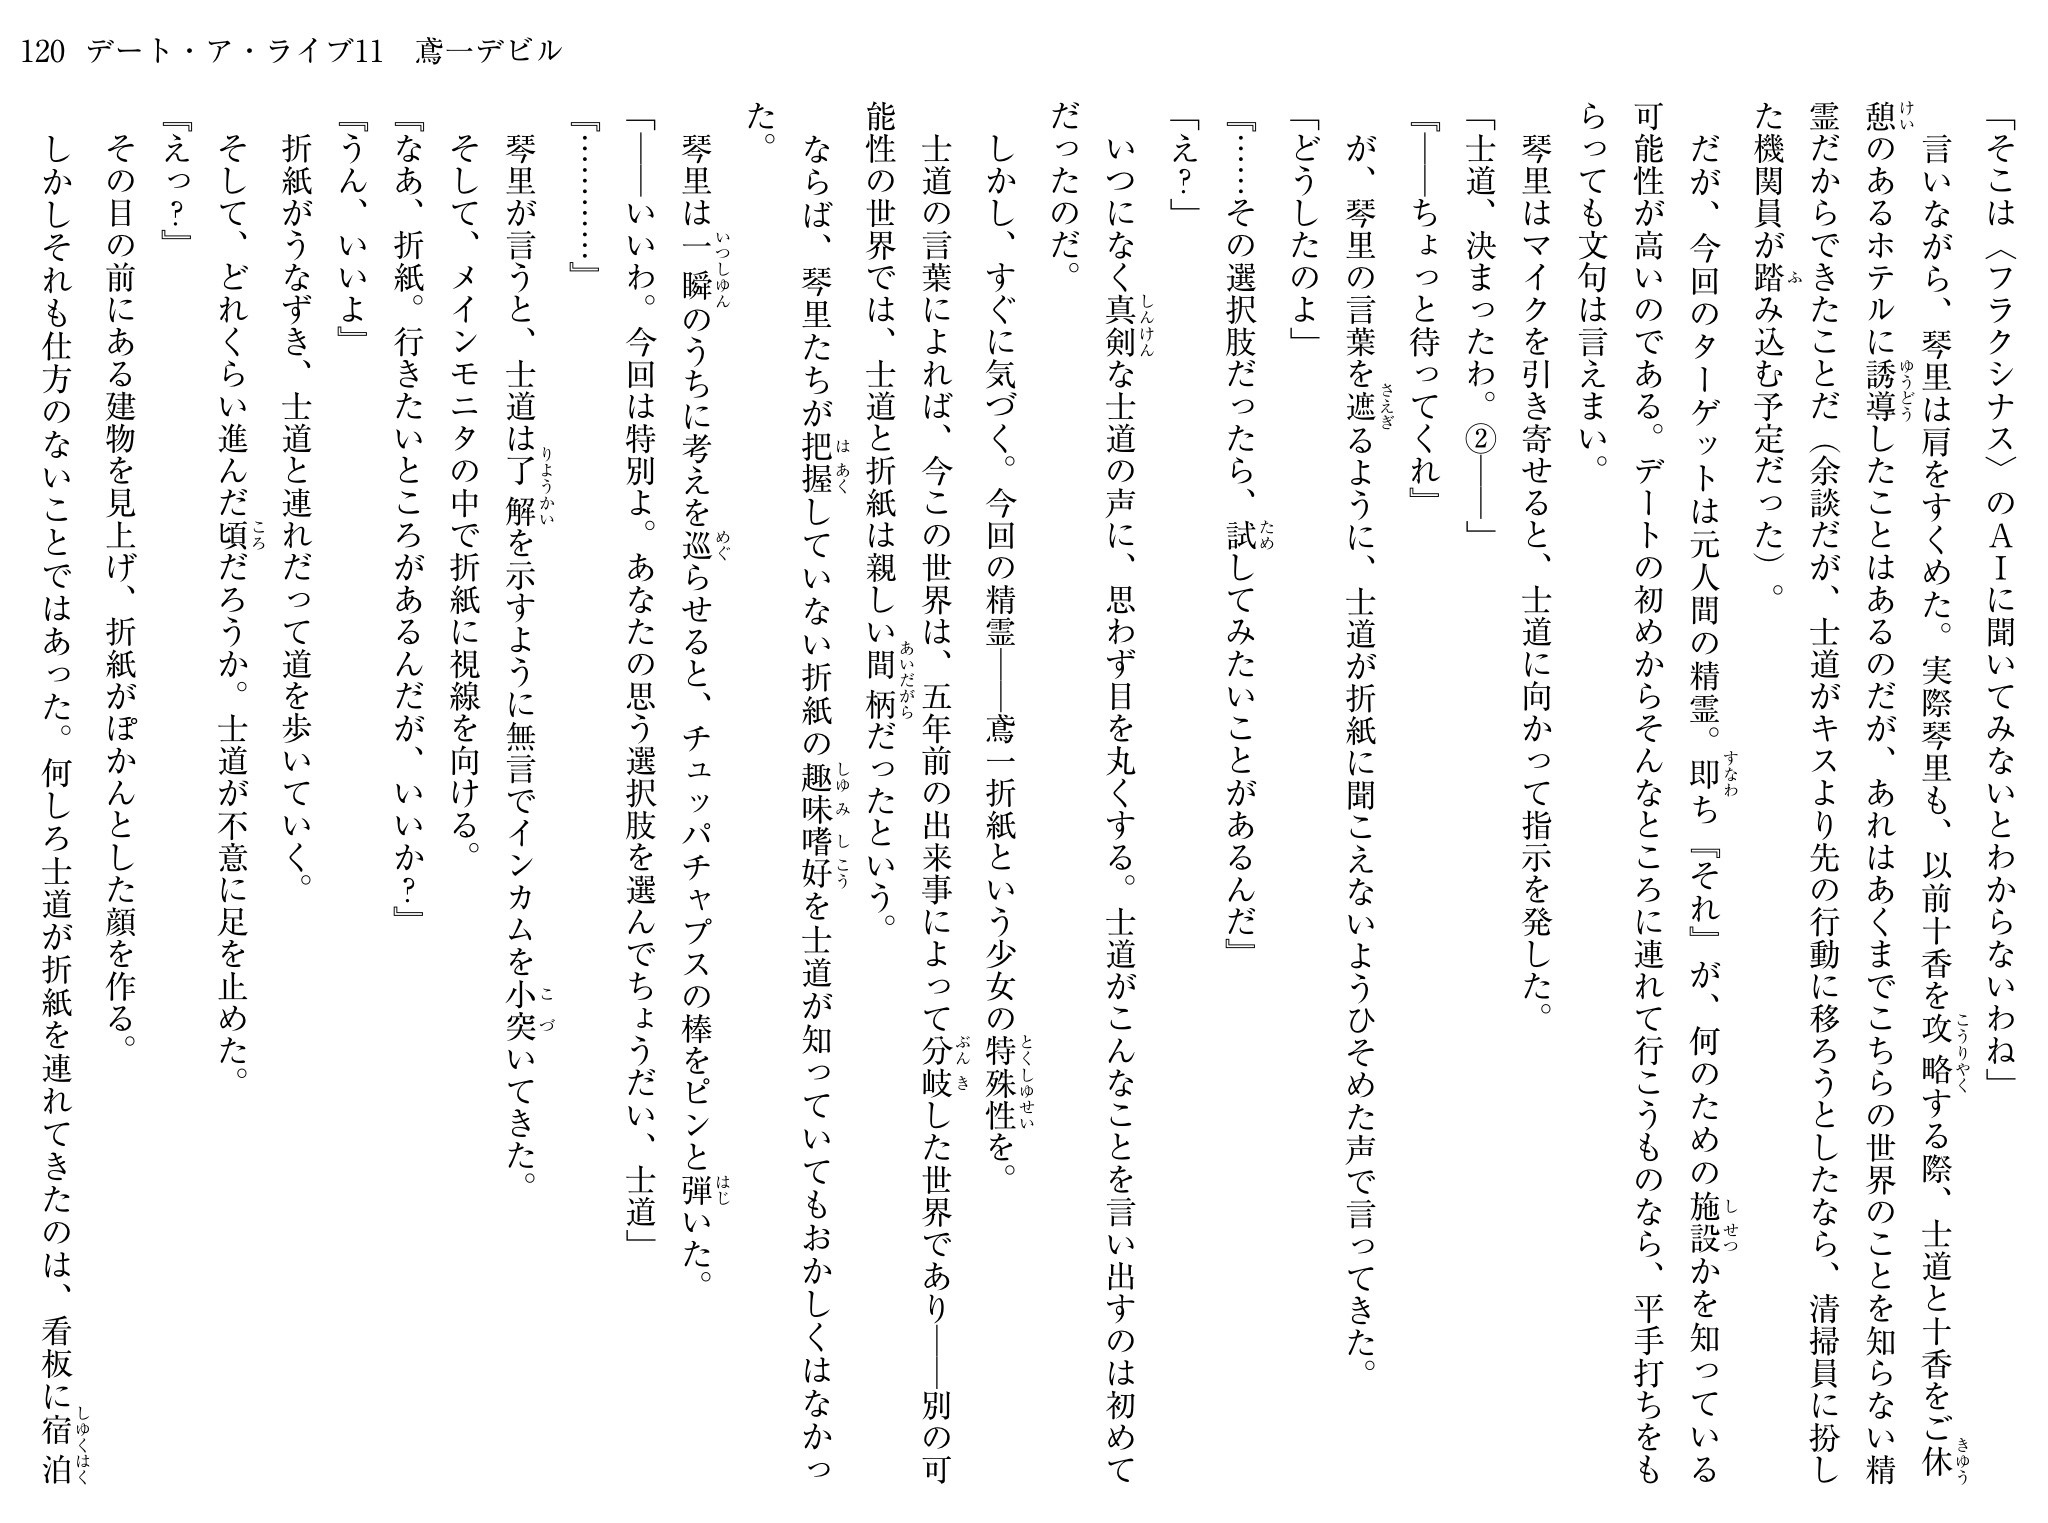 120 デート・ア・ライブ11　鳶一デビル
「そこは〈フラクシナス〉のＡＩに聞いてみないとわからないわね」
　言いながら、琴里は肩をすくめた。実際琴里も、以前十香を攻略する際、士道と十香をご休
憩のあるホテルに誘導したことはあるのだが、あれはあくまでこちらの世界のことを知らない精
霊だからできたことだ（余談だが、士道がキスより先の行動に移ろうとしたなら、清掃員に扮し
た機関員が踏み込む予定だった）。
　だが、今回のターゲットは元人間の精霊。即ち『それ』が、何のための施設かを知っている
可能性が高いのである。デートの初めからそんなところに連れて行こうものなら、平手打ちをも
らっても文句は言えまい。
　琴里はマイクを引き寄せると、士道に向かって指示を発した。
「士道、決まったわ。②――」
『――ちょっと待ってくれ』
　が、琴里の言葉を遮るように、士道が折紙に聞こえないようひそめた声で言ってきた。
「どうしたのよ」
『……その選択肢だったら、試してみたいことがあるんだ』
「え？」
　いつになく真剣な士道の声に、思わず目を丸くする。士道がこんなことを言い出すのは初めて
だったのだ。
　しかし、すぐに気づく。今回の精霊――鳶一折紙という少女の特殊性を。
　士道の言葉によれば、今この世界は、五年前の出来事によって分岐した世界であり――別の可
能性の世界では、士道と折紙は親しい間柄だったという。
　ならば、琴里たちが把握していない折紙の趣味嗜好を士道が知っていてもおかしくはなかっ
た。
　琴里は一瞬のうちに考えを巡らせると、チュッパチャプスの棒をピンと弾いた。
「――いいわ。今回は特別よ。あなたの思う選択肢を選んでちょうだい、士道」
『…………』
　琴里が言うと、士道は了解を示すように無言でインカムを小突いてきた。
　そして、メインモニタの中で折紙に視線を向ける。
『なあ、折紙。行きたいところがあるんだが、いいか？』
『うん、いいよ』
　折紙がうなずき、士道と連れだって道を歩いていく。
　そして、どれくらい進んだ頃だろうか。士道が不意に足を止めた。
『えっ？』
　その目の前にある建物を見上げ、折紙がぽかんとした顔を作る。
　しかしそれも仕方のないことではあった。何しろ士道が折紙を連れてきたのは、看板に宿泊